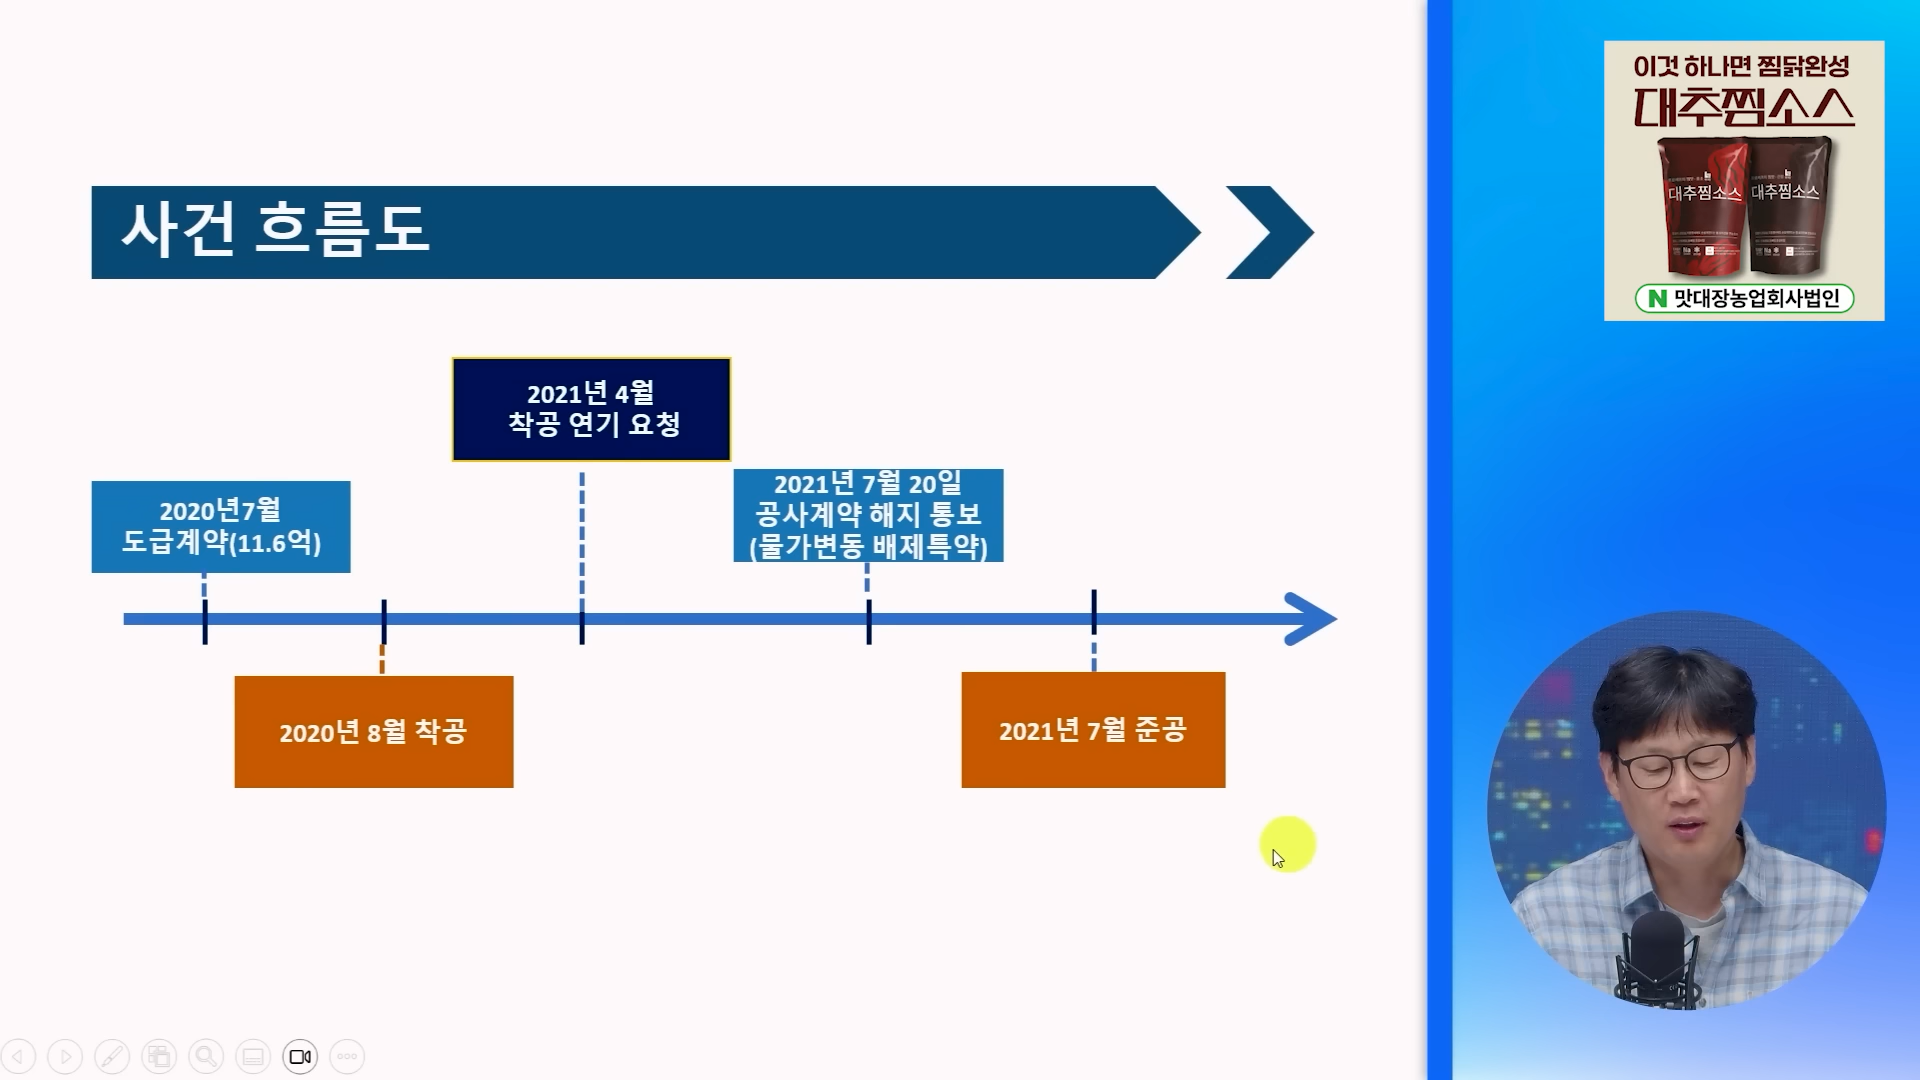 사건 흐름도
2021년 4월
착공 연기 요청
2020년7월
도급계약(11.6억)
2021년 7월 20일
공사계약 해지 통보
(물가변동 배제특약)
2020년 8월 착공
2021년 7월 준공
이것 하나면 찜닭완성
대추찜소스
대추찜소스
대추찜소스
N 맛대장농업회사법인